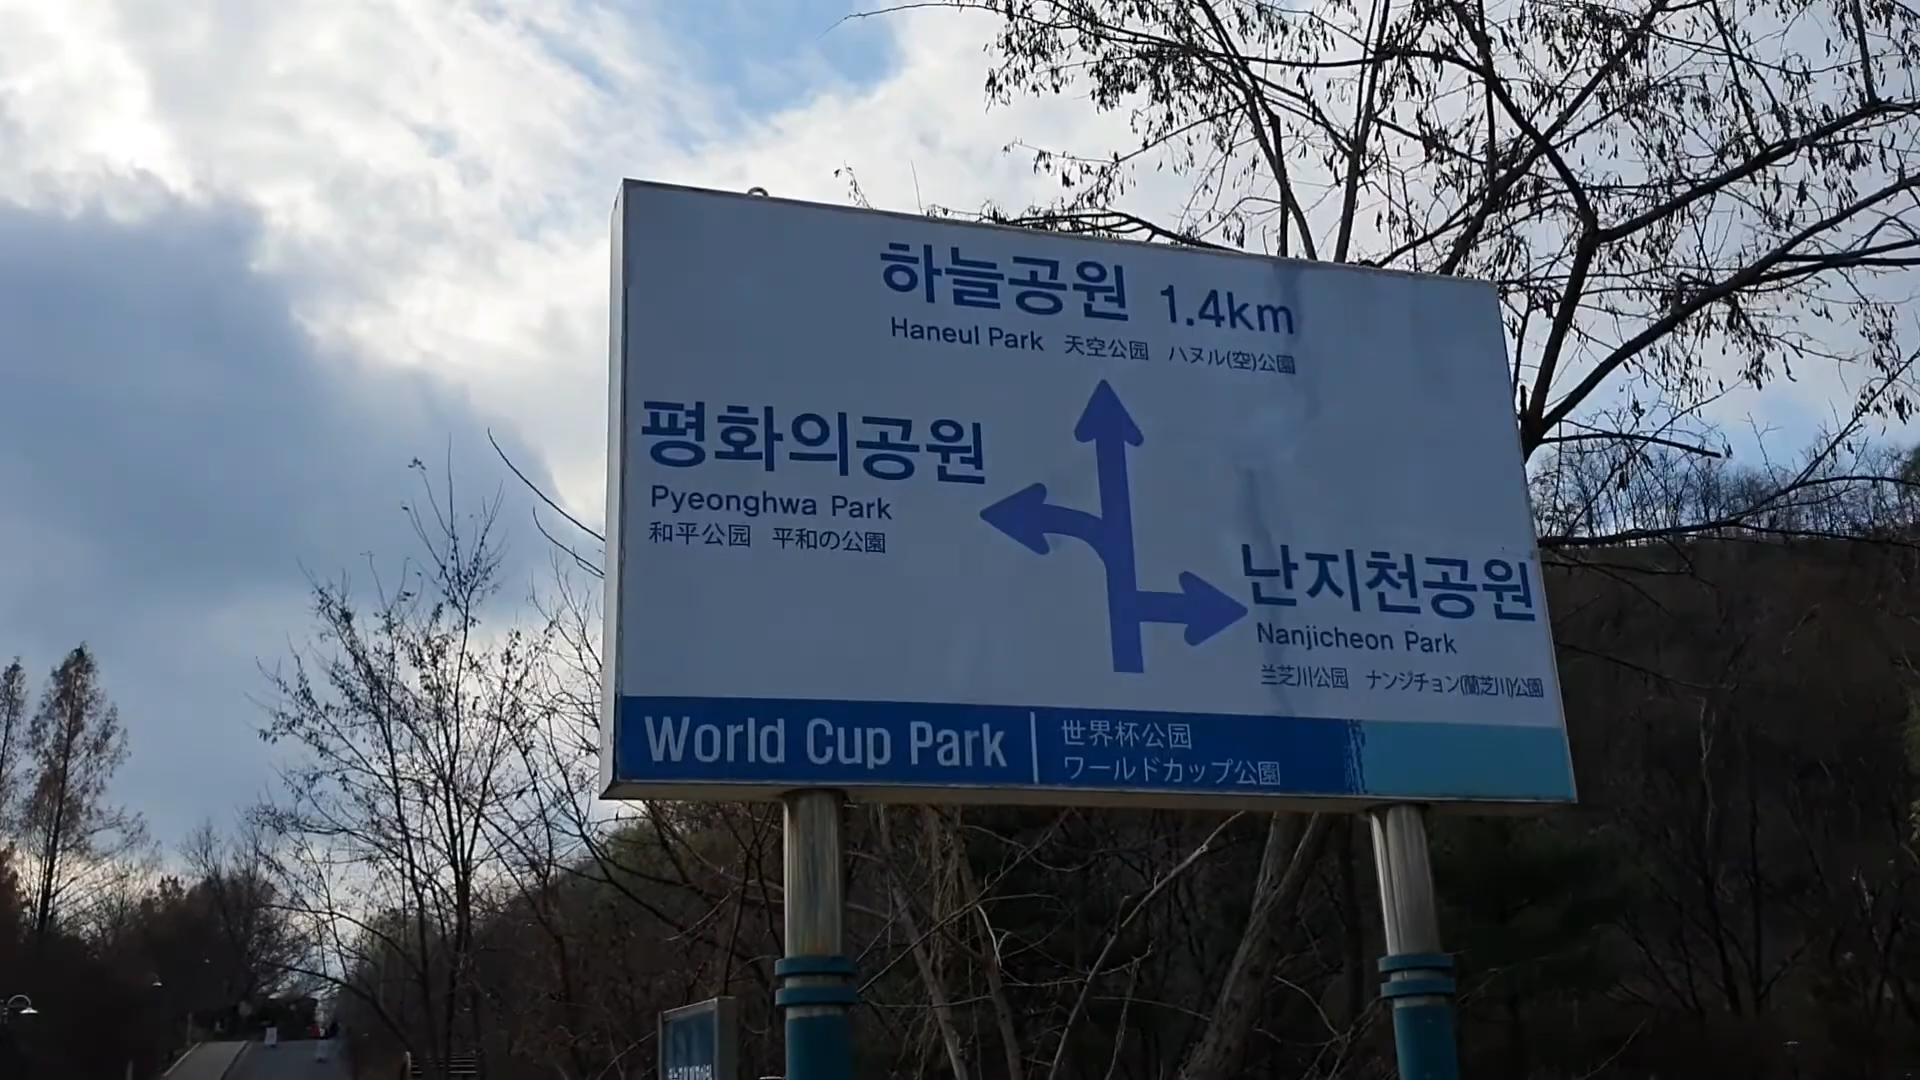 하늘공원 1.4km
Haneul Park 天空公园 ハヌル(空)公園
평화의공원
Pyeonghwa Park
和平公园 平和の公園
난지천공원
Nanjicheon Park
兰芝川公园 ナンジチョン(蘭芝川)公園
World Cup Park
世界杯公园
ワールドカップ公園